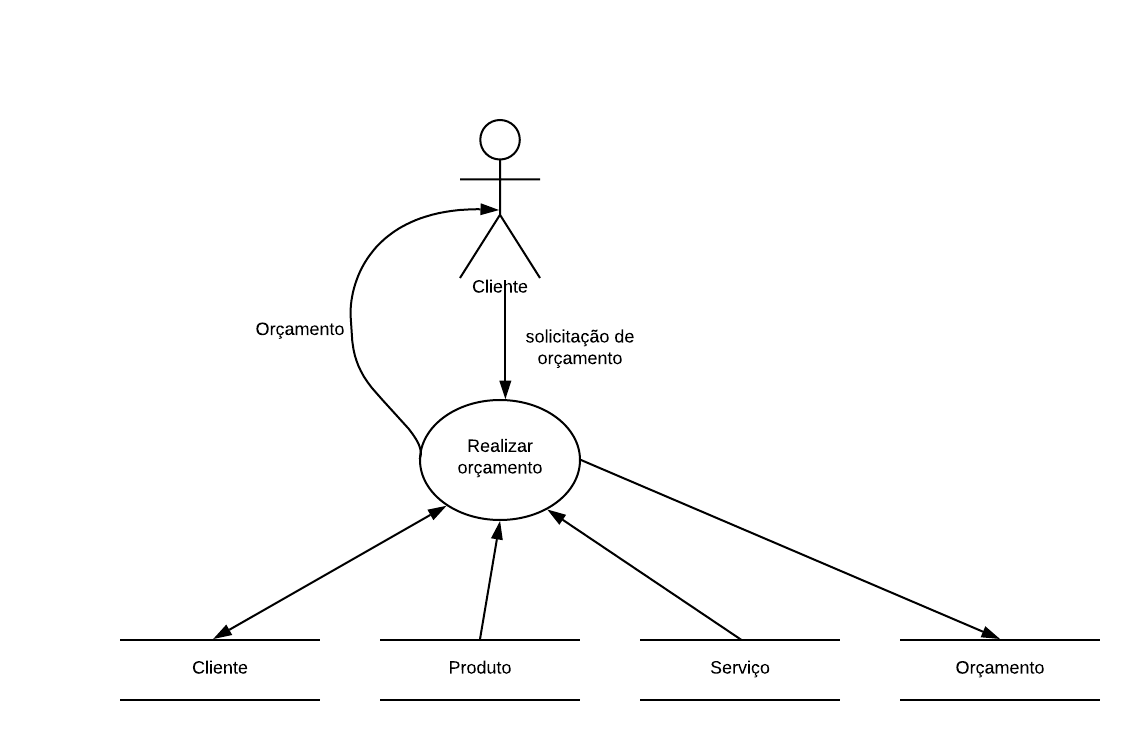 Cliente
Orçamento
solicitação de
orçamento
Realizar
orçamento
Cliente
Produto
Serviço
Orçamento